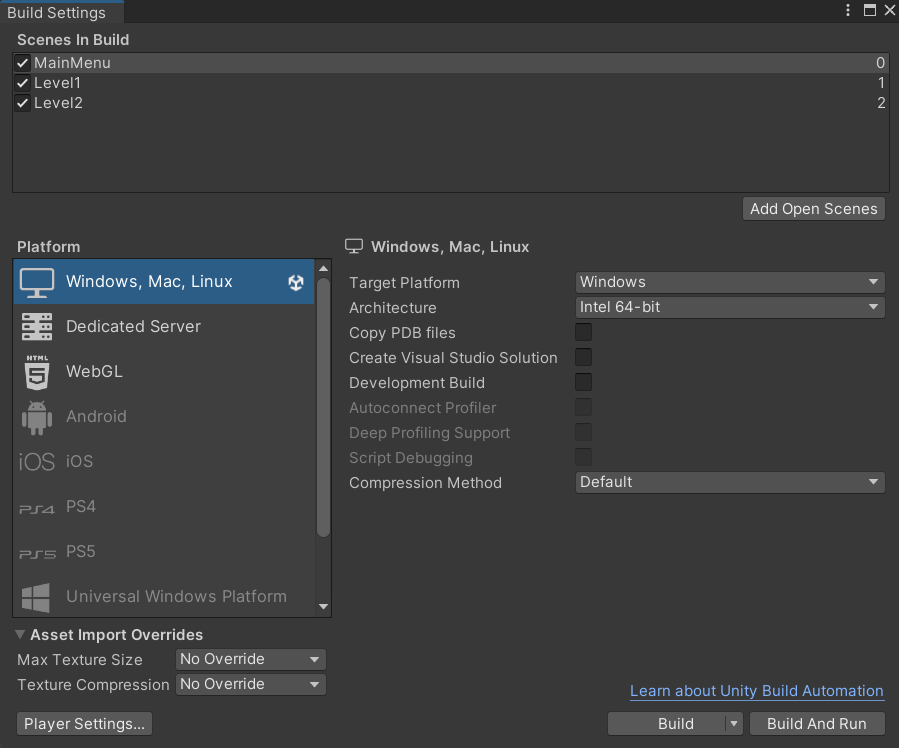 Build Settings
Scenes In Build
MainMenu 0
Level1 1
Level2 2
Add Open Scenes
Platform
Windows, Mac, Linux
HTML
5
Dedicated Server
WebGL
Android
iOS iOS
PS4 PS4
PS5 PS5
Universal Windows Platform
Windows, Mac, Linux
Target Platform Windows
Architecture Intel 64-bit
Copy PDB files
Create Visual Studio Solution
Development Build
Autoconnect Profiler
Deep Profiling Support
Script Debugging
Compression Method Default
Asset Import Overrides
Max Texture Size No Override
Texture Compression No Override
Learn about Unity Build Automation
Player Settings... Build Build And Run